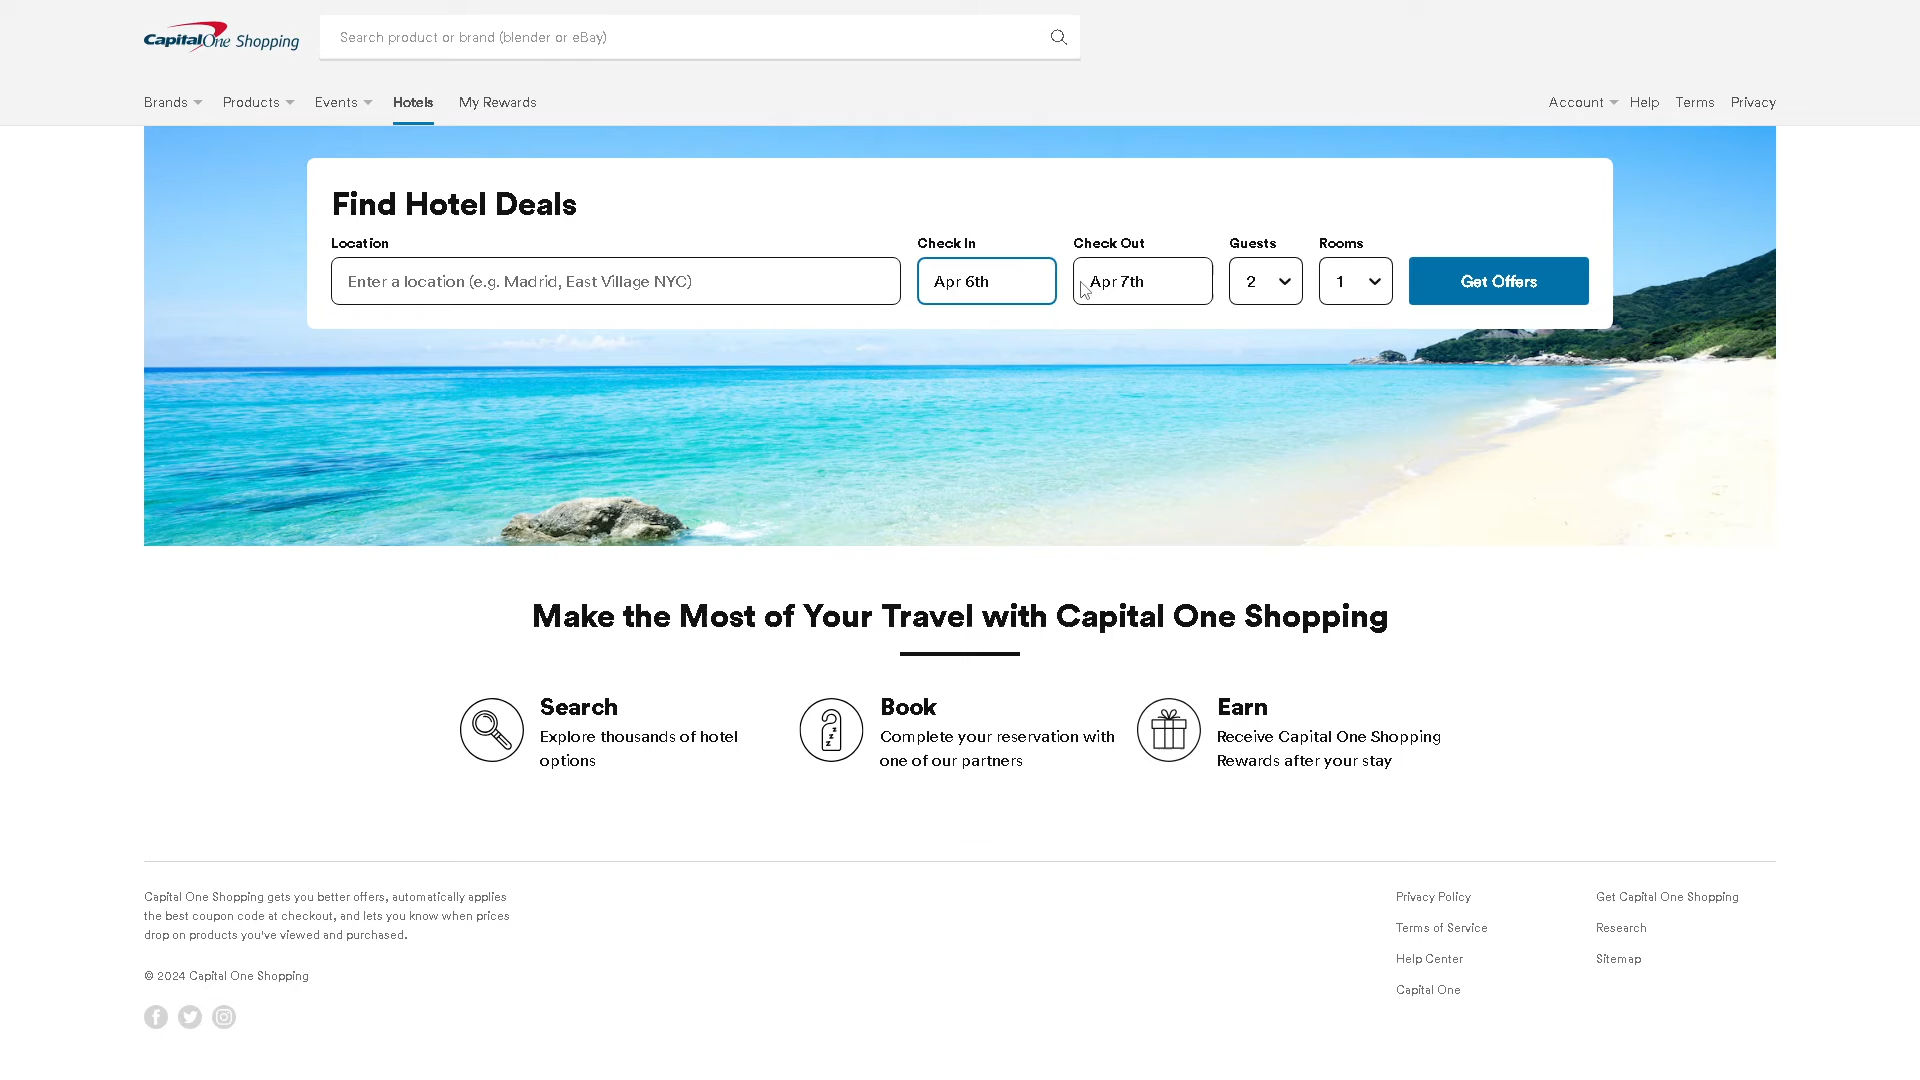 CapitalOne Shopping
Search product or brand (blender or eBay)
Brands
Products
Events
Hotels
My Rewards
Account
Help
Terms
Privacy
Find Hotel Deals
Location
Check In
Check Out
Guests
Rooms
Enter a location (e.g. Madrid, East Village NYC)
Apr 6th
Apr 7th
2
1
Get Offers
Make the Most of Your Travel with Capital One Shopping
Search
Explore thousands of hotel
options
Book
Complete your reservation with
one of our partners
Earn
Receive Capital One Shopping
Rewards after your stay
Capital One Shopping gets you better offers, automatically applies
the best coupon code at checkout, and lets you know when prices
drop on products you've viewed and purchased.
© 2024 Capital One Shopping
Privacy Policy
Terms of Service
Help Center
Capital One
Get Capital One Shopping
Research
Sitemap